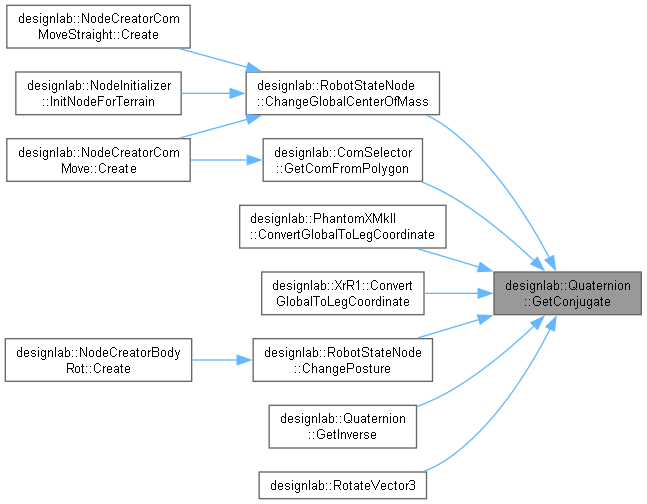 designlab::NodeCreatorCom
MoveStraight::Create
designlab::NodeInitializer
::InitNodeForTerrain
designlab::NodeCreatorCom
Move::Create
designlab::RobotStateNode
::ChangeGlobalCenterOfMass
designlab::ComSelector
::GetComFromPolygon
designlab::PhantomXMkII
::ConvertGlobalToLegCoordinate
designlab::XrR1::Convert
GlobalToLegCoordinate
designlab::Quaternion
::GetConjugate
designlab::NodeCreatorBody
Rot::Create
designlab::RobotStateNode
::ChangePosture
designlab::Quaternion
::GetInverse
designlab::RotateVector3